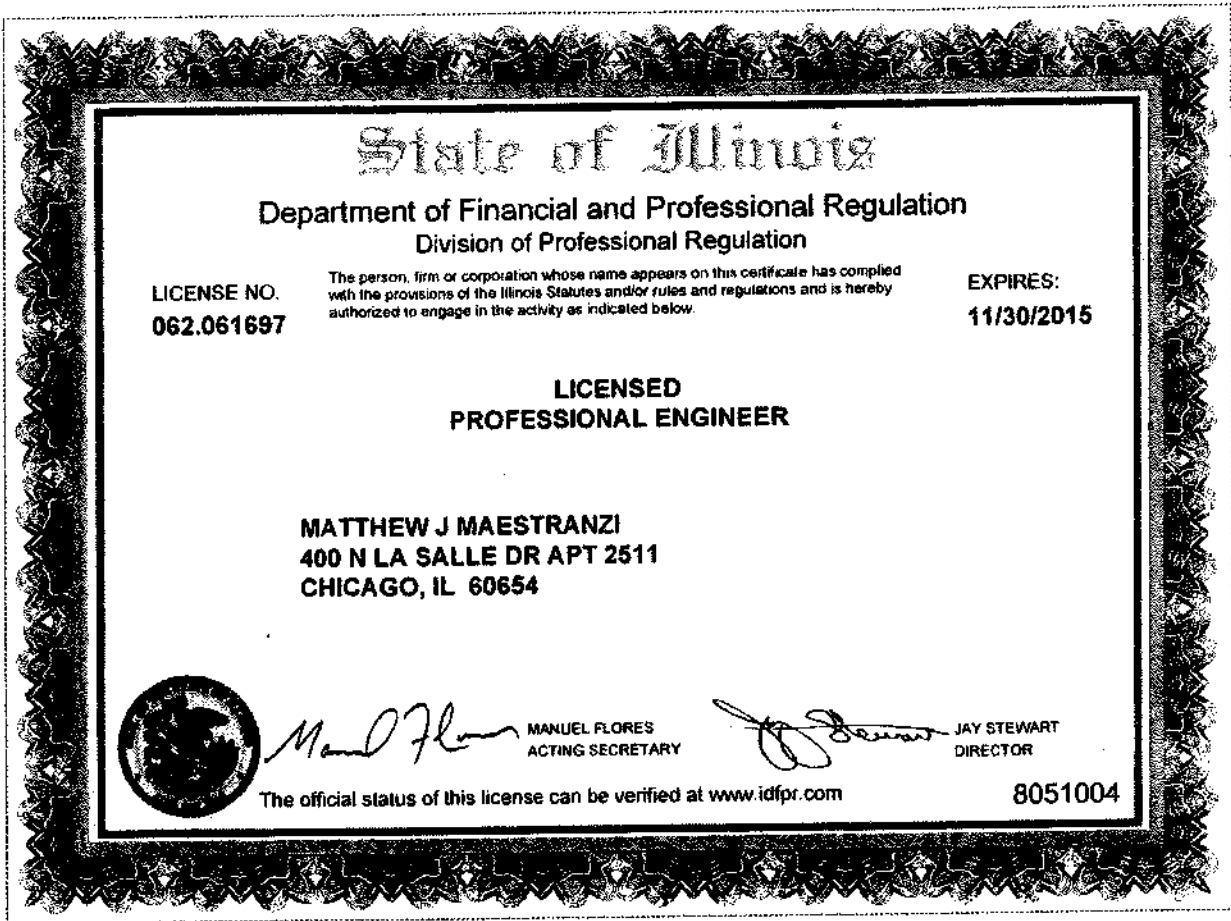 State of Illinois
Department of Financial and Professional Regulation
Division of Professional Regulation
LICENSE NO.
062.061697
The person, firm or corporation whose name appears on this certificate has complied
with the provisions of the Illinois Statutes and/or rules and regulations and is hereby
authorized to engage in the activity as indicated below.
EXPIRES:
11/30/2015
LICENSED
PROFESSIONAL ENGINEER
MATTHEW J MAESTRANZI
400 N LA SALLE DR APT 2511
CHICAGO, IL 60654
Manuel Flores
MANUEL FLORES
ACTING SECRETARY
Jay Stewart
JAY STEWART
DIRECTOR
The official status of this license can be verified at www.idfpr.com
8051004